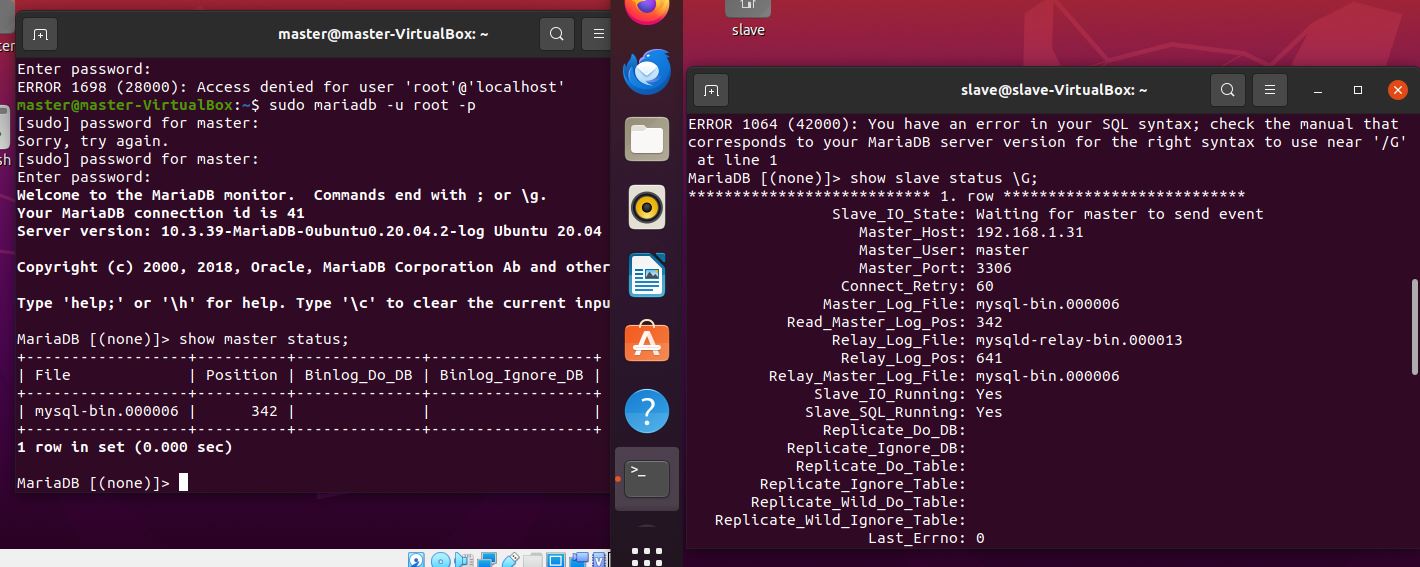 master@master-VirtualBox: ~
Enter password:
ERROR 1698 (28000): Access denied for user 'root'@'localhost'
master@master-VirtualBox:~$ sudo mariadb -u root -p
[sudo] password for master:
Sorry, try again.
[sudo] password for master:
Enter password:
Welcome to the MariaDB monitor.  Commands end with ; or \g.
Your MariaDB connection id is 41
Server version: 10.3.39-MariaDB-0ubuntu0.20.04.2-log Ubuntu 20.04
Copyright (c) 2000, 2018, Oracle, MariaDB Corporation Ab and other
Type 'help;' or '\h' for help. Type '\c' to clear the current inpu
MariaDB [(none)]> show master status;
+------------------+----------+--------------+------------------+
| File             | Position | Binlog_Do_DB | Binlog_Ignore_DB |
+------------------+----------+--------------+------------------+
| mysql-bin.000006 |      342 |              |                  |
+------------------+----------+--------------+------------------+
1 row in set (0.000 sec)
MariaDB [(none)]>
slave
slave@slave-VirtualBox: ~
ERROR 1064 (42000): You have an error in your SQL syntax; check the manual that
corresponds to your MariaDB server version for the right syntax to use near '/G'
at line 1
MariaDB [(none)]> show slave status \G;
*************************** 1. row ***************************
Slave_IO_State: Waiting for master to send event
Master_Host: 192.168.1.31
Master_User: master
Master_Port: 3306
Connect_Retry: 60
Master_Log_File: mysql-bin.000006
Read_Master_Log_Pos: 342
Relay_Log_File: mysqld-relay-bin.000013
Relay_Log_Pos: 641
Relay_Master_Log_File: mysql-bin.000006
Slave_IO_Running: Yes
Slave_SQL_Running: Yes
Replicate_Do_DB:
Replicate_Ignore_DB:
Replicate_Do_Table:
Replicate_Ignore_Table:
Replicate_Wild_Do_Table:
Replicate_Wild_Ignore_Table:
Last_Errno: 0